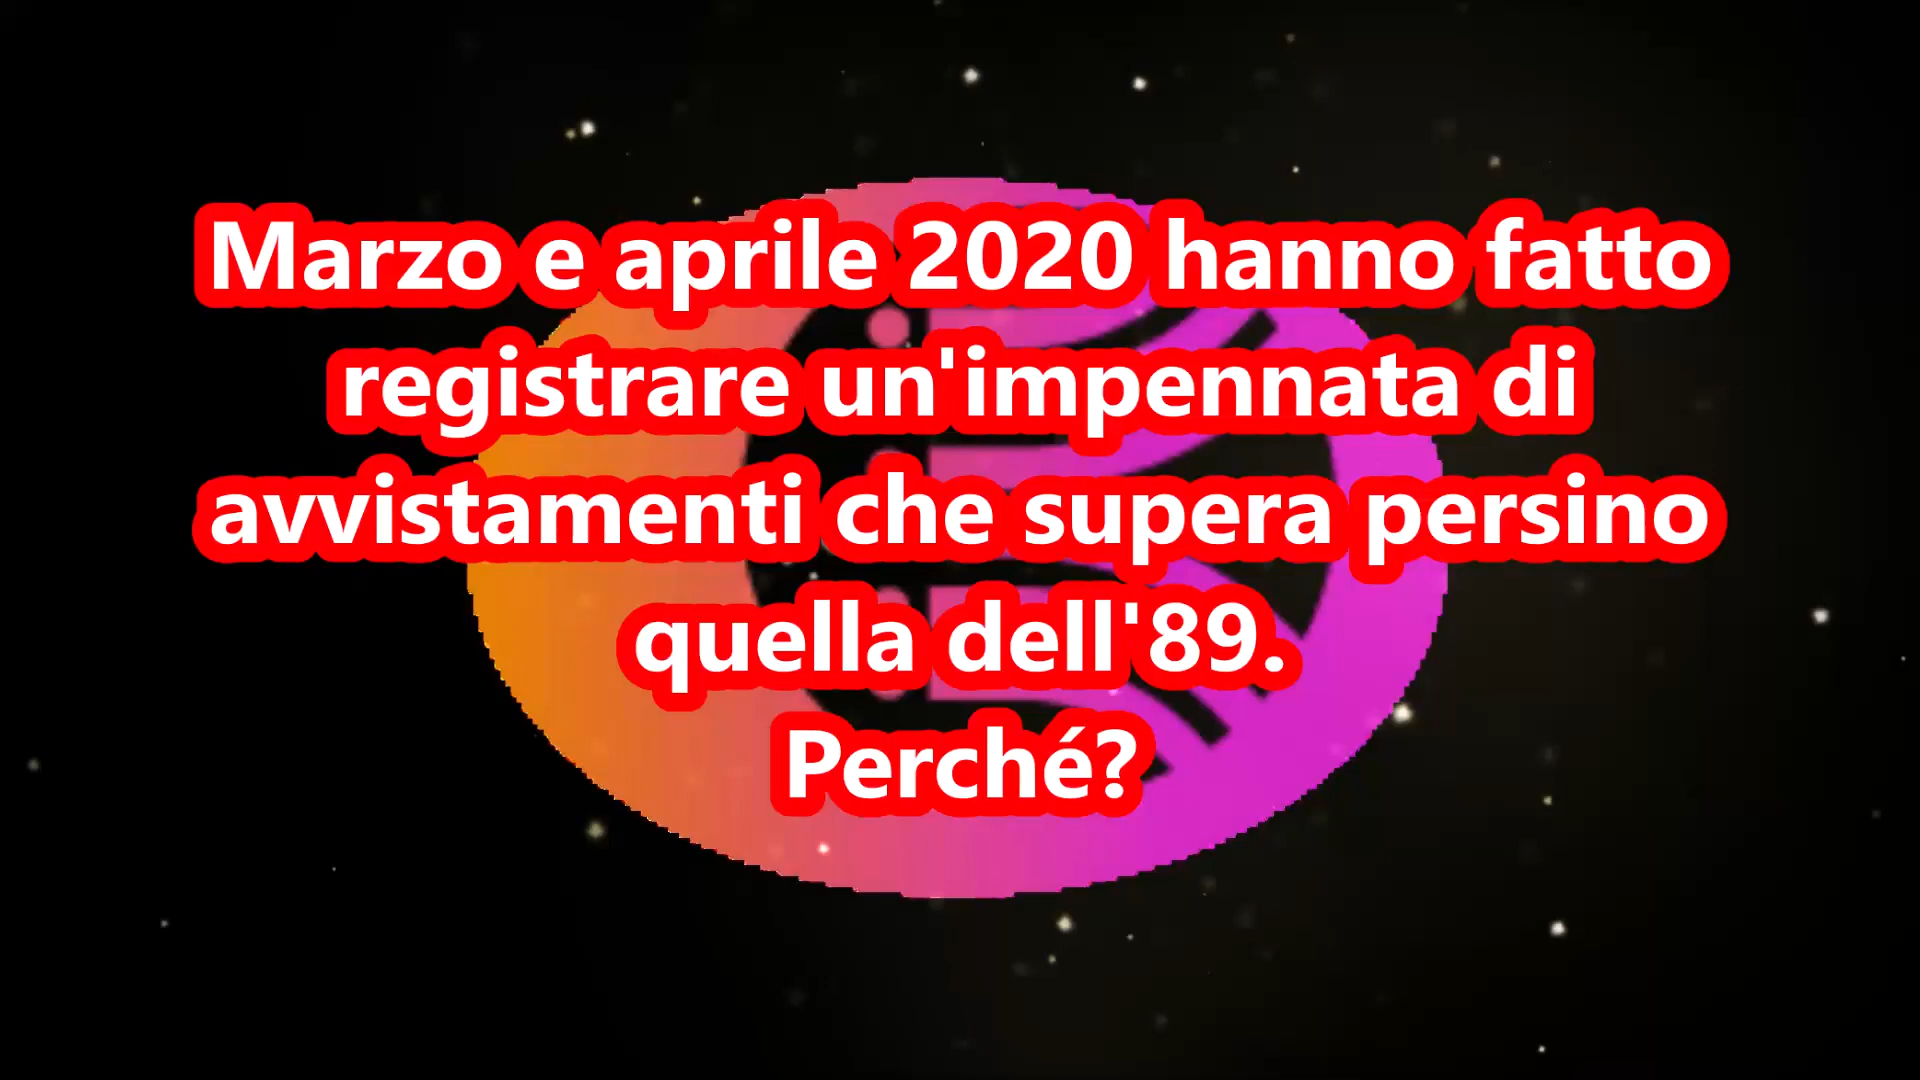 Marzo e aprile 2020 hanno fatto
registrare un'impennata di
avvistamenti che supera persino
quella dell'89.
Perché?